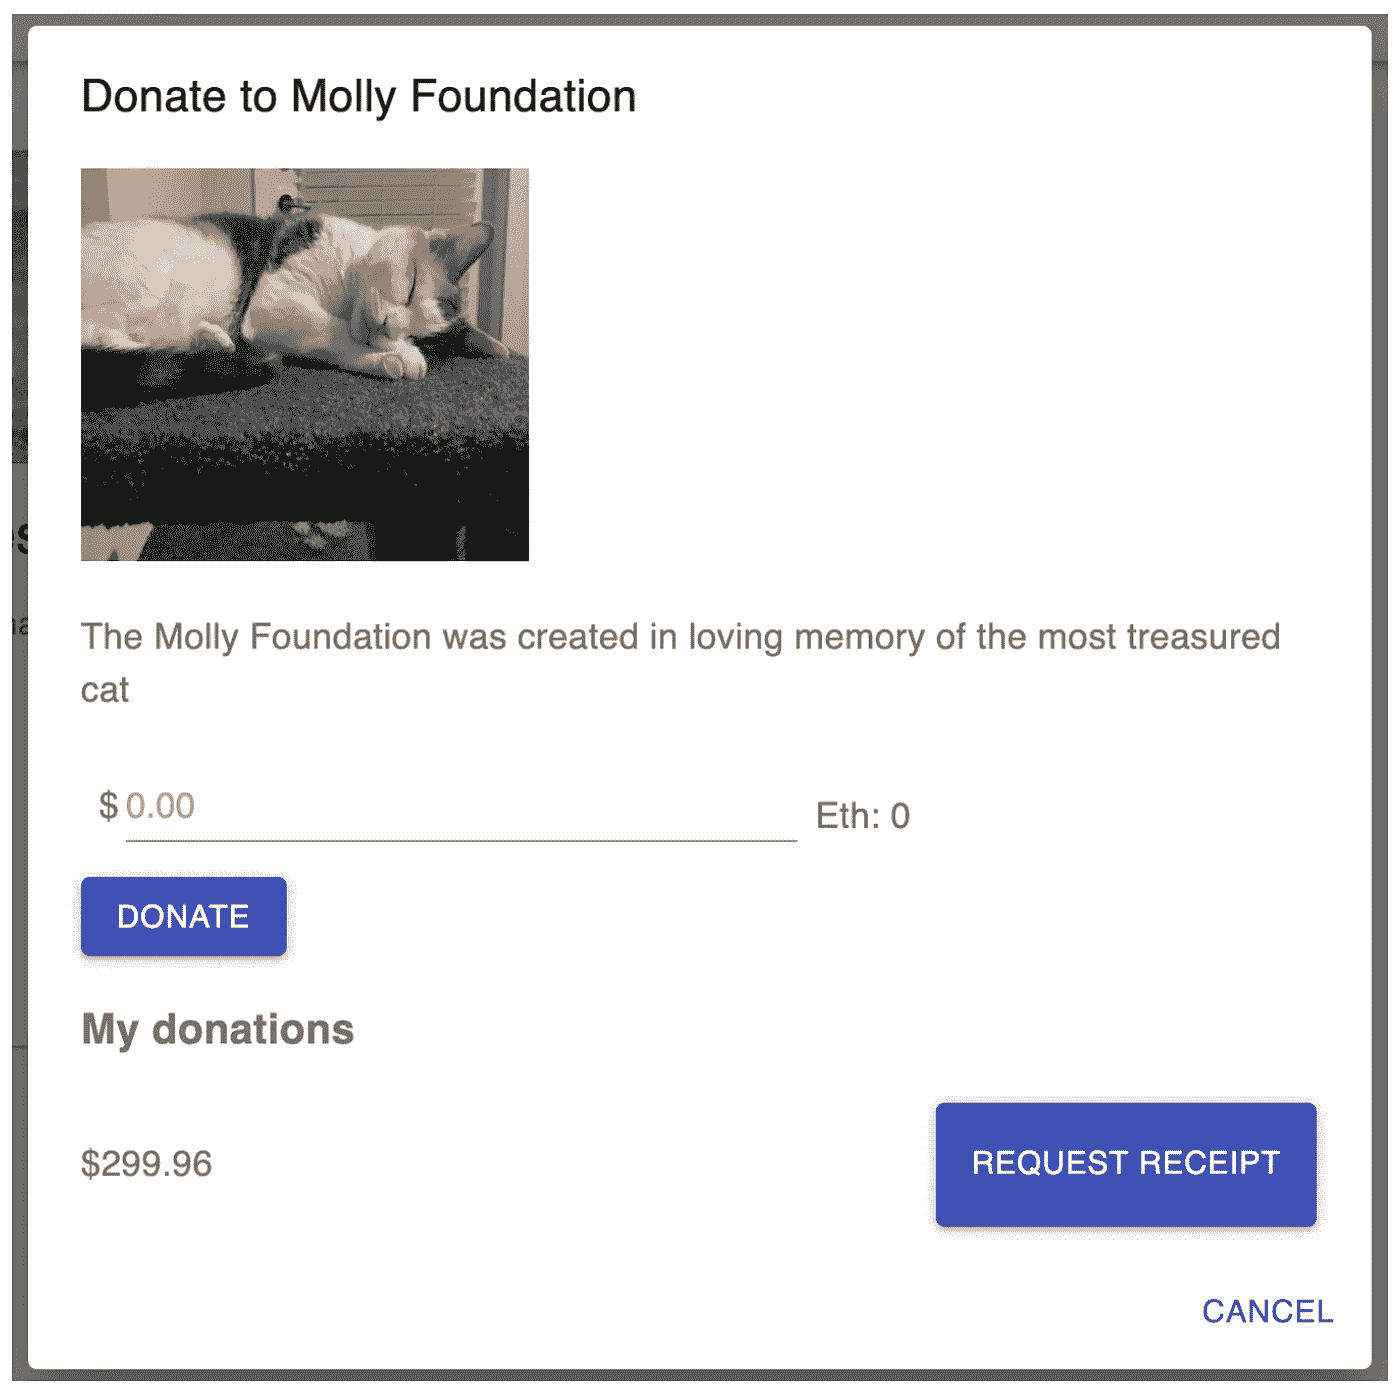 Donate to Molly Foundation
The Molly Foundation was created in loving memory of the most treasured
cat
$ 0.00 Eth: 0
DONATE
My donations
$299.96 REQUEST RECEIPT
CANCEL